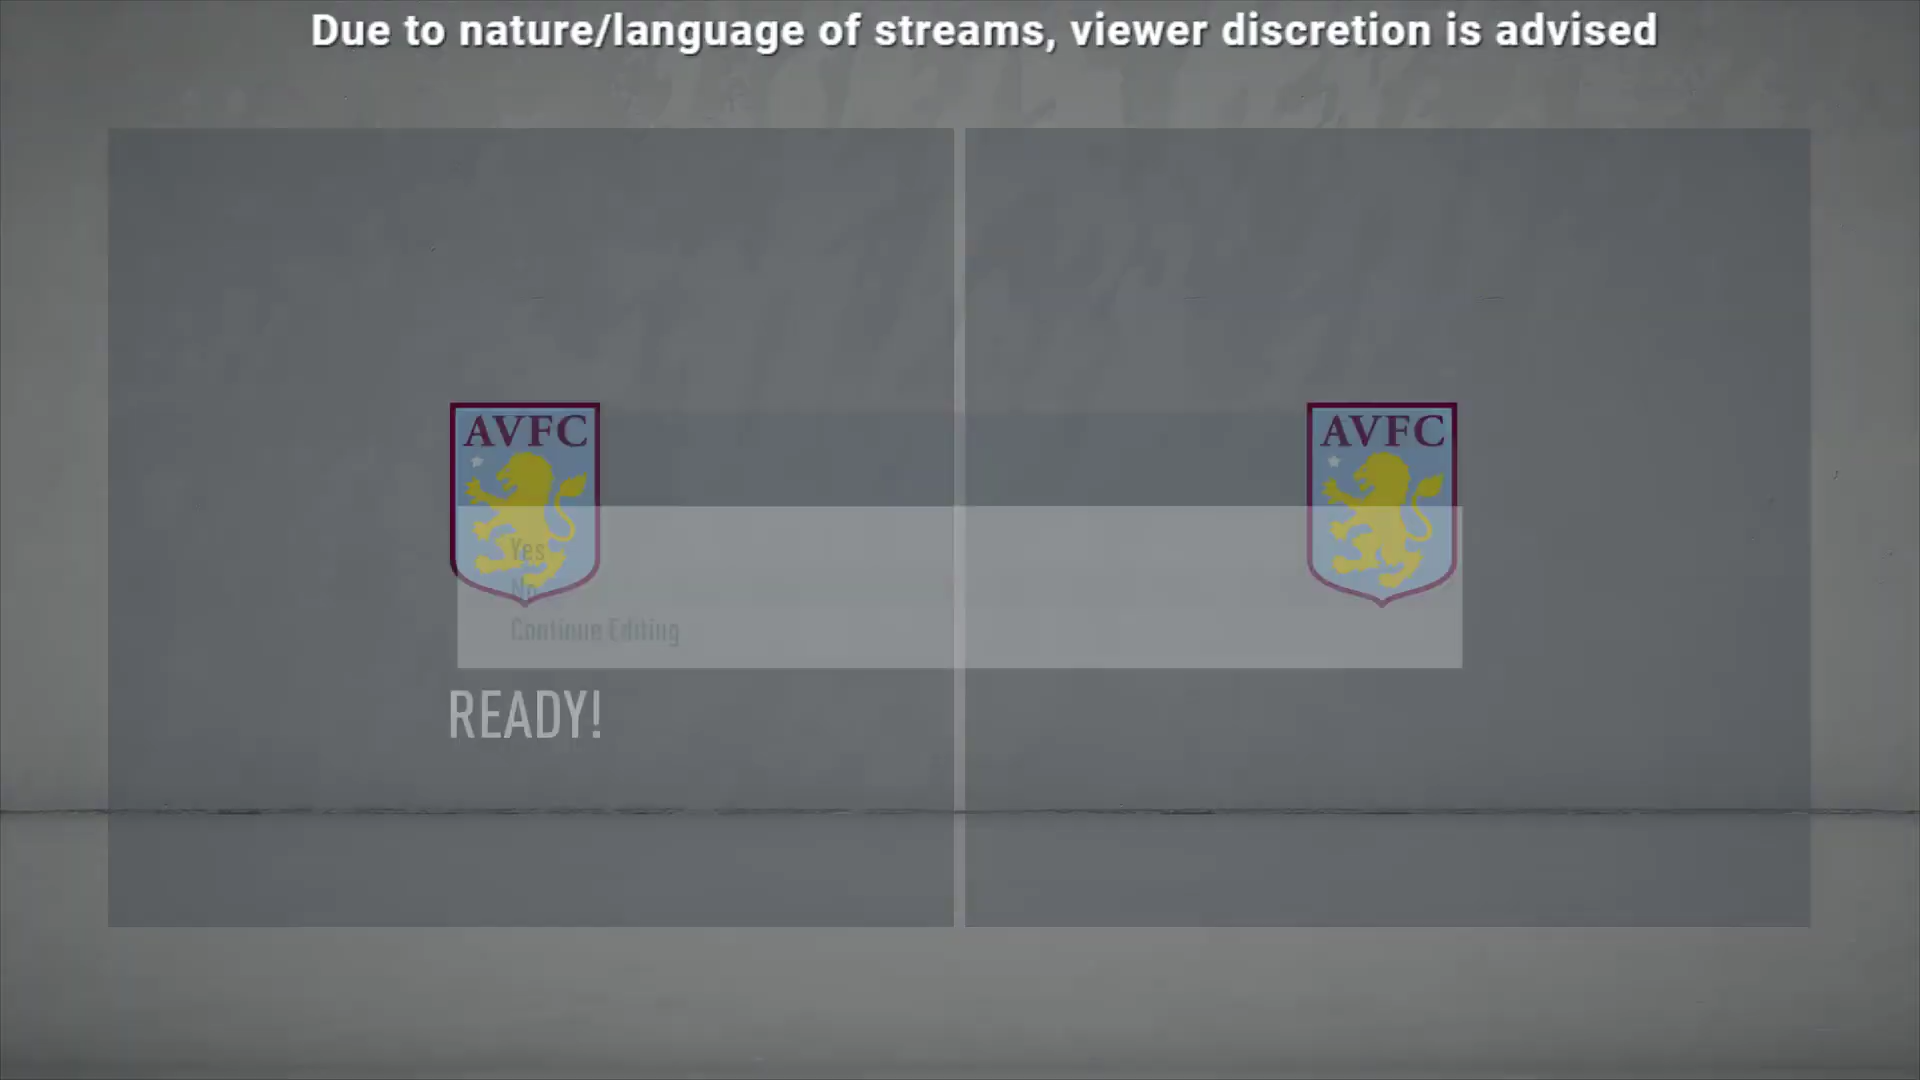 Due to nature/language of streams, viewer discretion is advised
AVFC
AVFC
Yes
No
Continue Editing
READY!